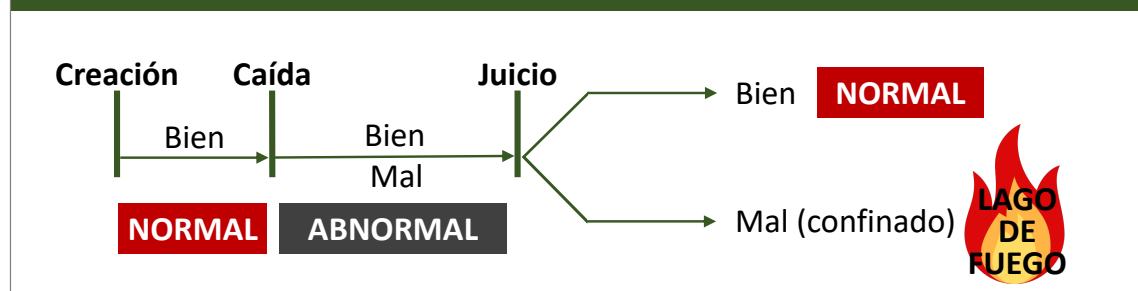 Creación
Caída
Juicio
Bien
Bien
Mal
NORMAL
ABNORMAL
Bien
NORMAL
Mal (confinado)
LAGO
DE
FUEGO